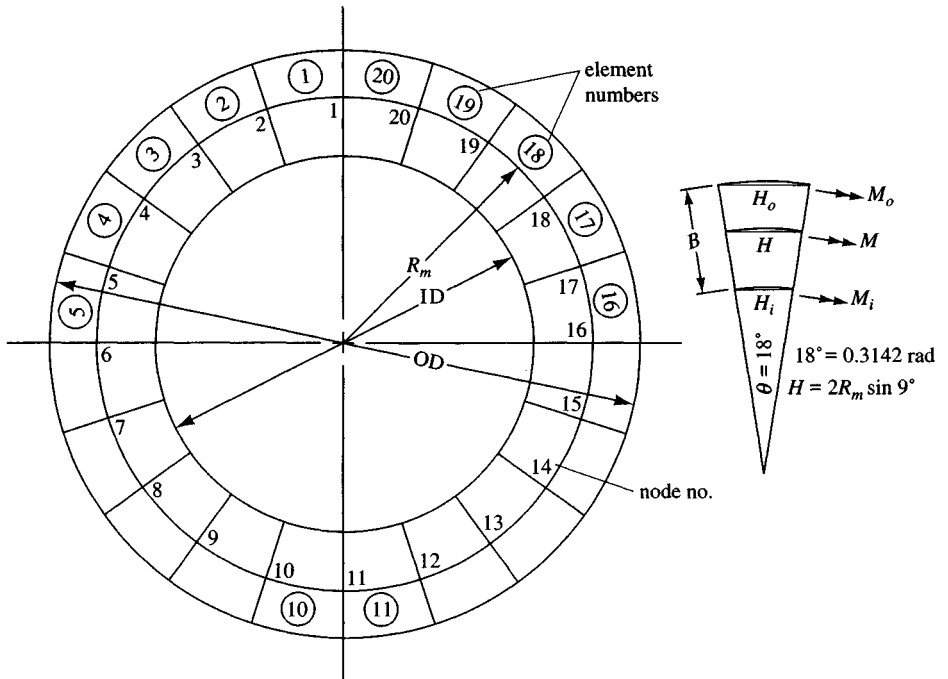 element
numbers
1
20
2
19
3
18
4
17
5
16
10
11
1
20
2
19
3
18
4
17
5
16
6
15
7
14
8
13
9
12
10
11
R_m
ID
OD
node no.
H_o
M_o
B
H
M
H_i
M_i
θ = 18°
18° = 0.3142 rad
H = 2R_m sin 9°